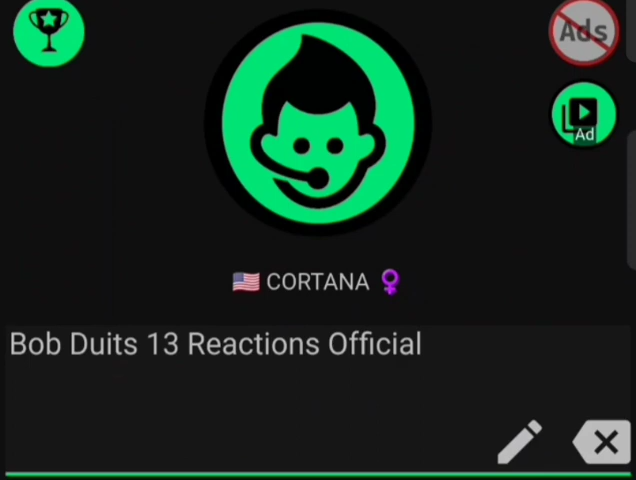 Ads
Ad
🇺🇸 CORTANA ♀
Bob Duits 13 Reactions Official